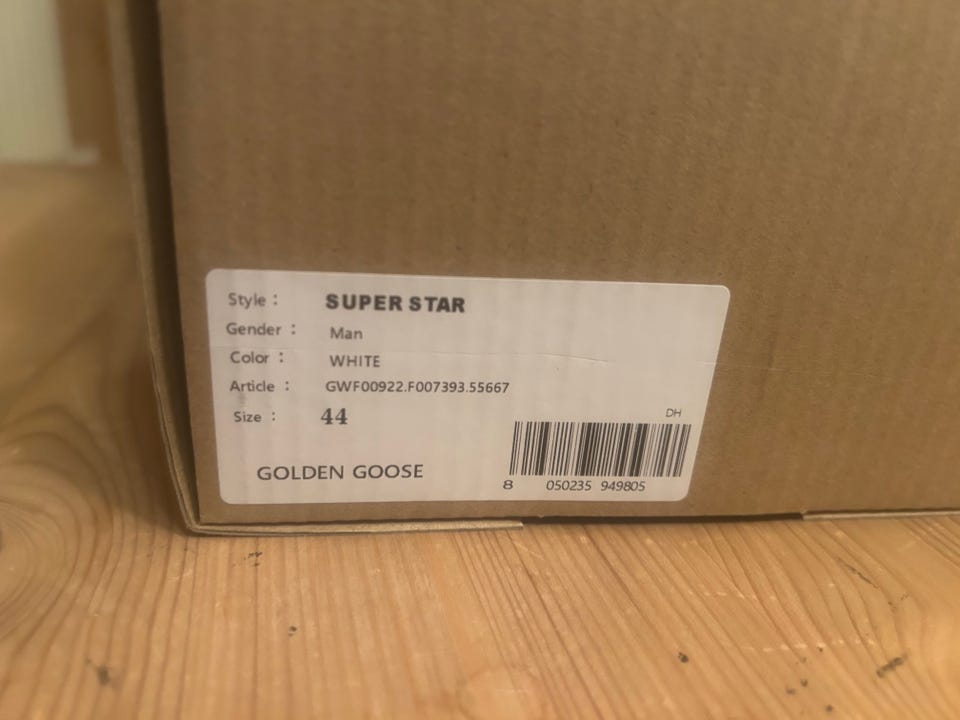 Style : SUPER STAR
Gender : Man
Color : WHITE
Article : GWF00922.F007393.55667
Size : 44
DH
GOLDEN GOOSE
8 050235 949805